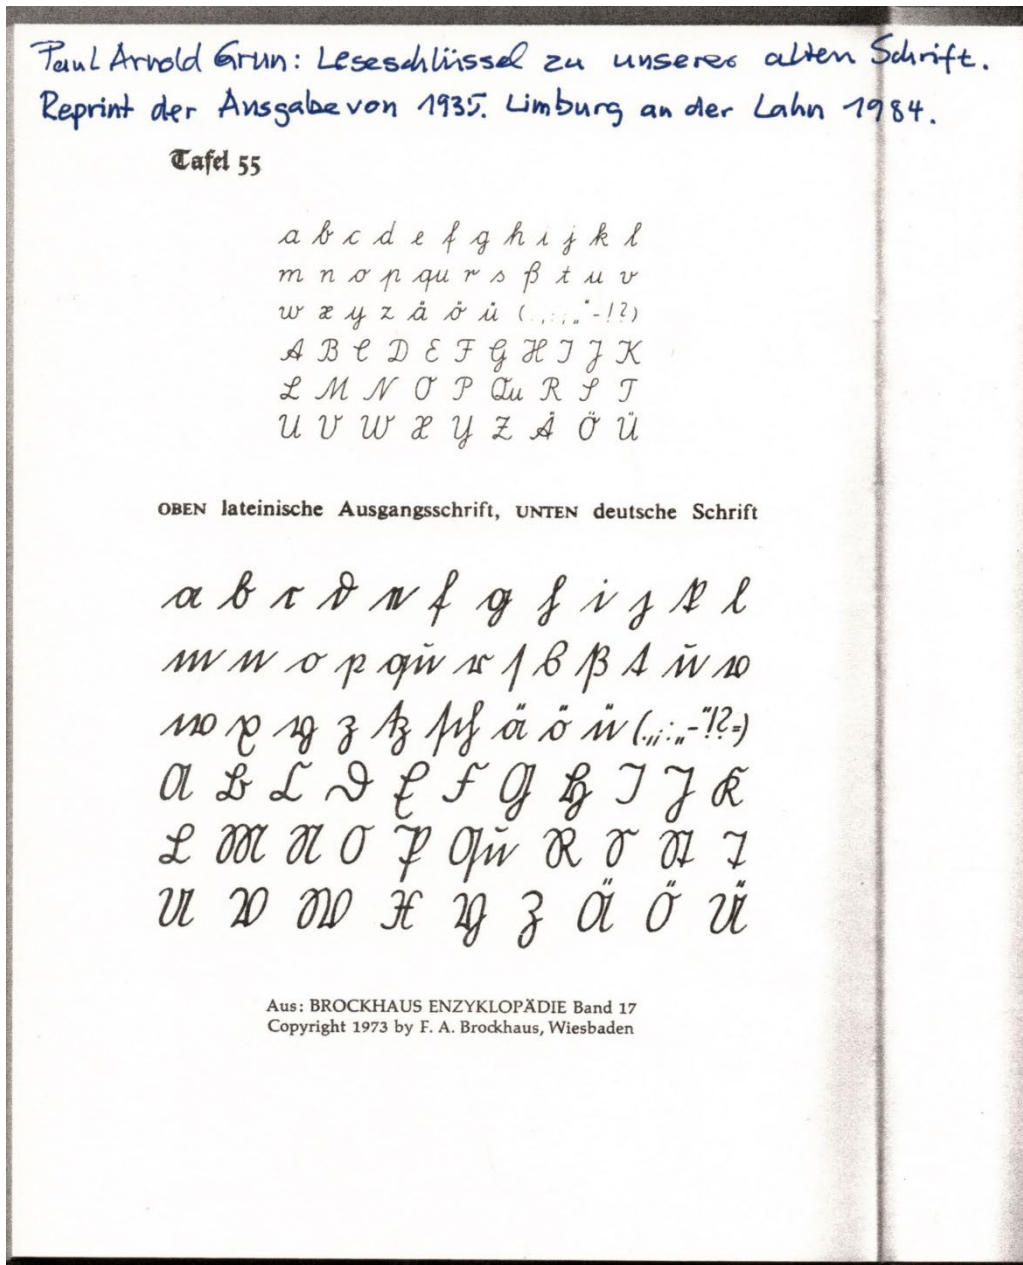 Paul Arnold Grun: Leseschlüssel zu unserer alten Schrift.
Reprint der Ausgabe von 1935. Limburg an der Lahn 1984.
Tafel 55
a b c d e f g h i j k l
m n o p qu r s ß t u v
w x y z ä ö ü (.,:;„“-!?)
A B C D E F G H I J K
L M N O P Qu R S T
U V W X Y Z Ä Ö Ü
OBEN lateinische Ausgangsschrift, UNTEN deutsche Schrift
a b c d e f g h i j k l
m n o p qu r ſ s ß t u v
w x y z tz ſch ä ö ü (.,;:„-“!?=)
A B C D E F G H I J K
L M N O P Qu R S St T
U V W X Y Z Ä Ö Ü
Aus: BROCKHAUS ENZYKLOPÄDIE Band 17
Copyright 1973 by F. A. Brockhaus, Wiesbaden